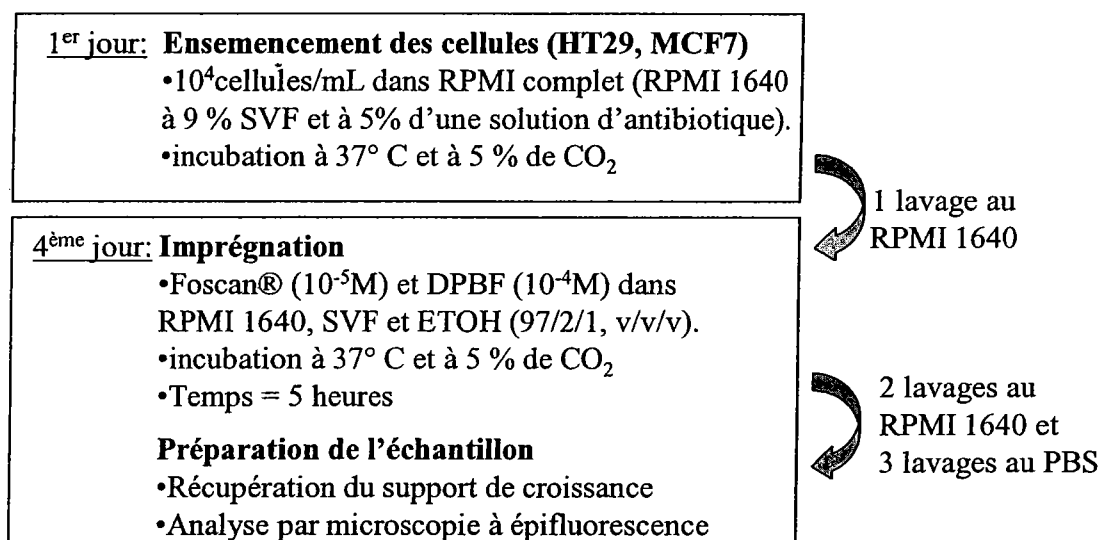 1er jour: Ensemencement des cellules (HT29, MCF7)
•10⁴cellules/mL dans RPMI complet (RPMI 1640
à 9 % SVF et à 5% d'une solution d'antibiotique).
•incubation à 37° C et à 5 % de CO₂
1 lavage au
RPMI 1640
4ème jour: Imprégnation
•Foscan® (10⁻⁵M) et DPBF (10⁻⁴M) dans
RPMI 1640, SVF et ETOH (97/2/1, v/v/v).
•incubation à 37° C et à 5 % de CO₂
•Temps = 5 heures
2 lavages au
RPMI 1640 et
3 lavages au PBS
Préparation de l'échantillon
•Récupération du support de croissance
•Analyse par microscopie à épifluorescence